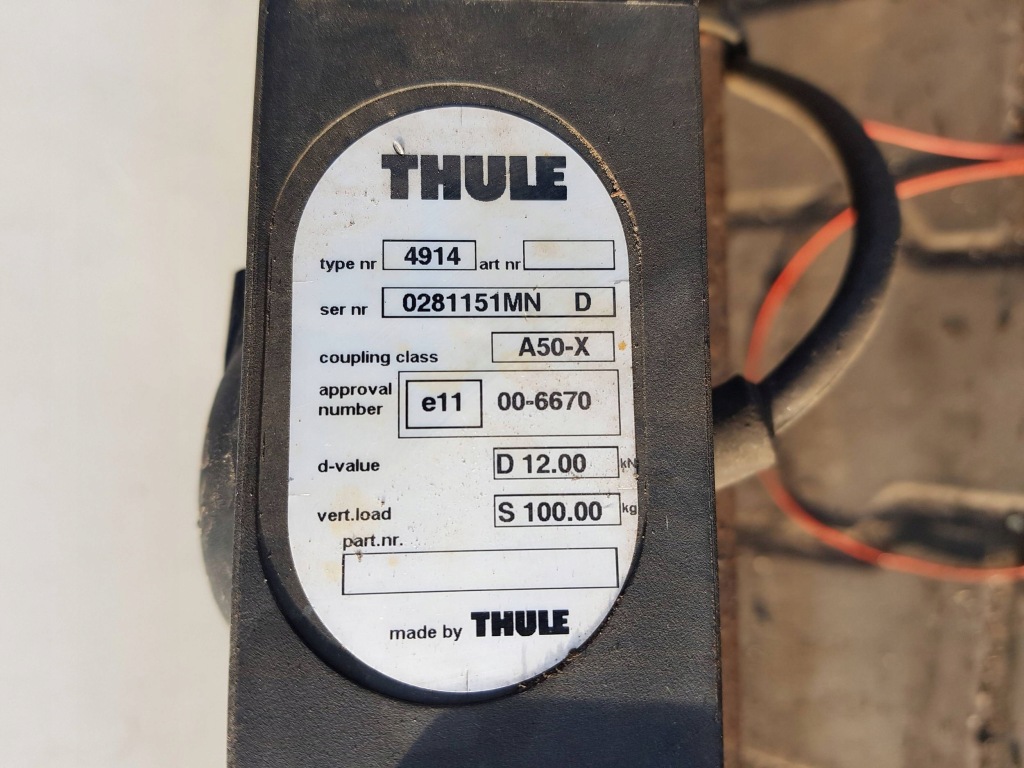 THULE
type nr 4914 art nr
ser nr 0281151MN D
coupling class A50-X
approval number e11 00-6670
d-value D 12.00 kN
vert.load S 100.00 kg
part.nr.
made by THULE